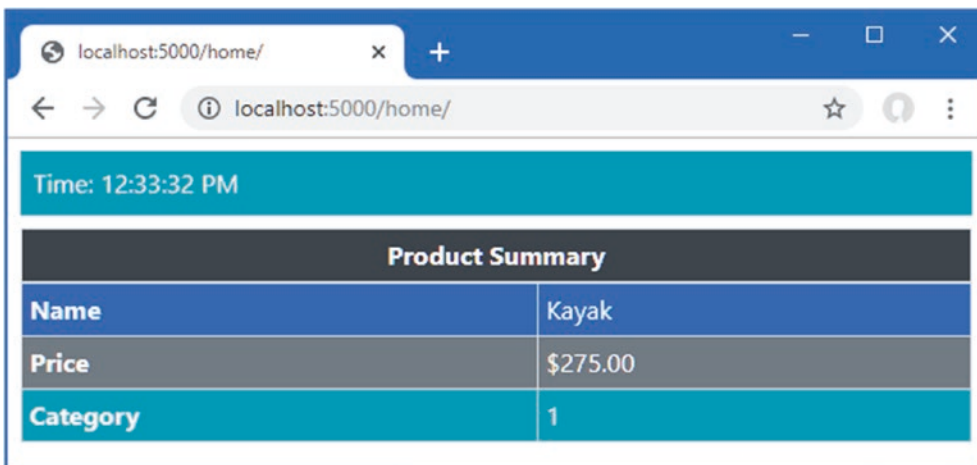 localhost:5000/home/
localhost:5000/home/
Time: 12:33:32 PM
Product Summary
Name Kayak
Price $275.00
Category 1